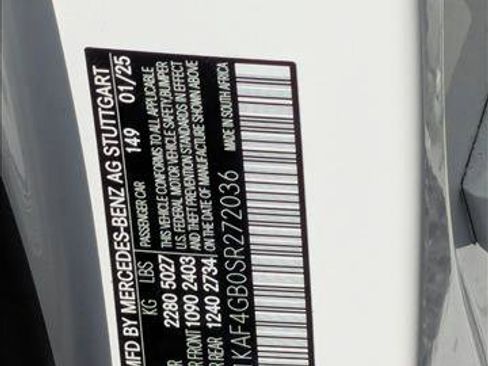 MFD BY MERCEDES-BENZ AG STUTTGART
149 01/25
KG LBS PASSENGER CAR
2280 5027 THIS VEHICLE CONFORMS TO ALL APPLICABLE
U.S. FEDERAL MOTOR VEHICLE SAFETY,BUMPER
FRONT 1090 2403 AND THEFT PREVENTION STANDARDS IN EFFECT
REAR 1240 2734 ON THE DATE OF MANUFACTURE SHOWN ABOVE
KAF4GB0SR272036 MADE IN SOUTH AFRICA